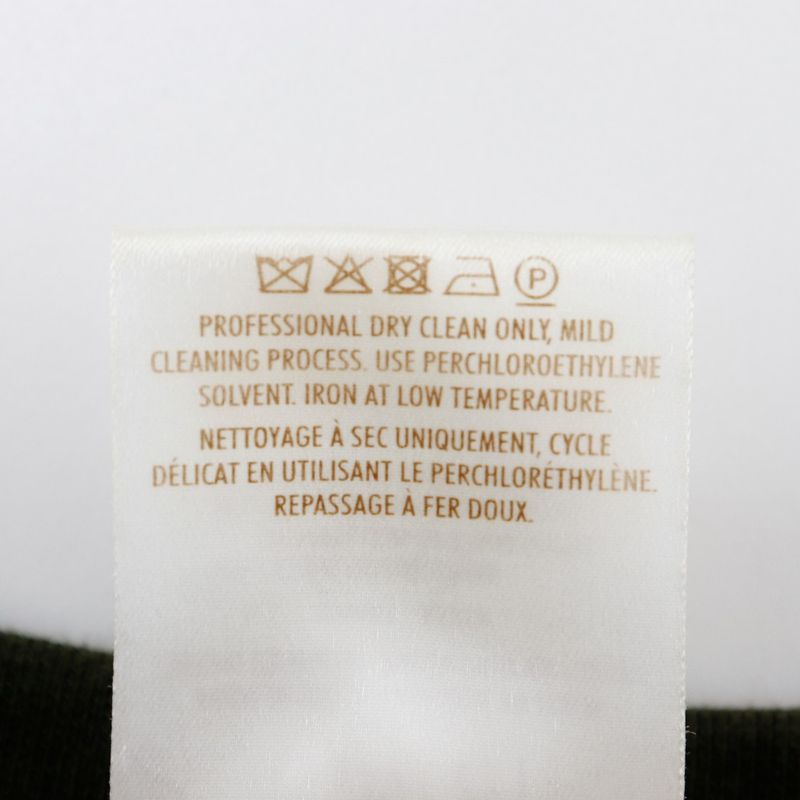 P
PROFESSIONAL DRY CLEAN ONLY, MILD
CLEANING PROCESS. USE PERCHLOROETHYLENE
SOLVENT. IRON AT LOW TEMPERATURE.
NETTOYAGE À SEC UNIQUEMENT, CYCLE
DÉLICAT EN UTILISANT LE PERCHLORÉTHYLÈNE.
REPASSAGE À FER DOUX.